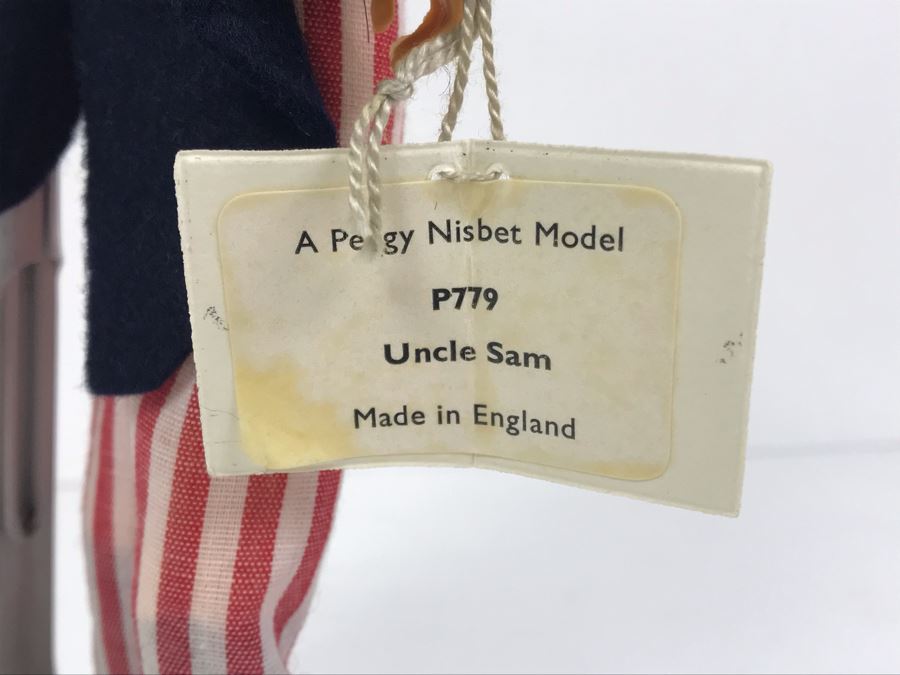 A Peggy Nisbet Model
P779
Uncle Sam
Made in England